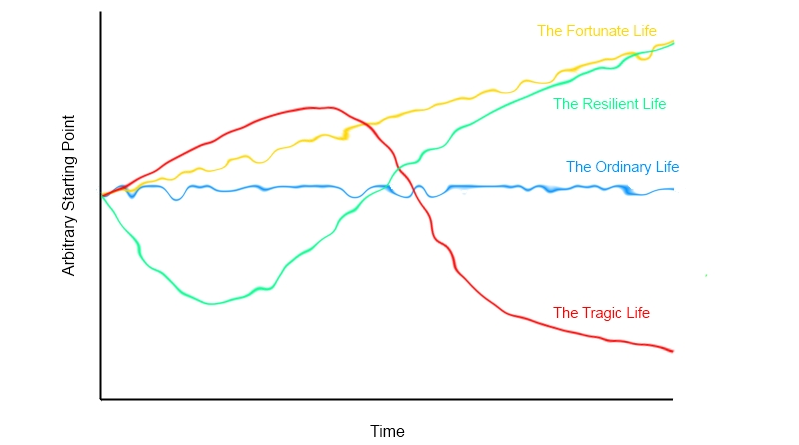 The Fortunate Life
The Resilient Life
The Ordinary Life
The Tragic Life
Arbitrary Starting Point
Time